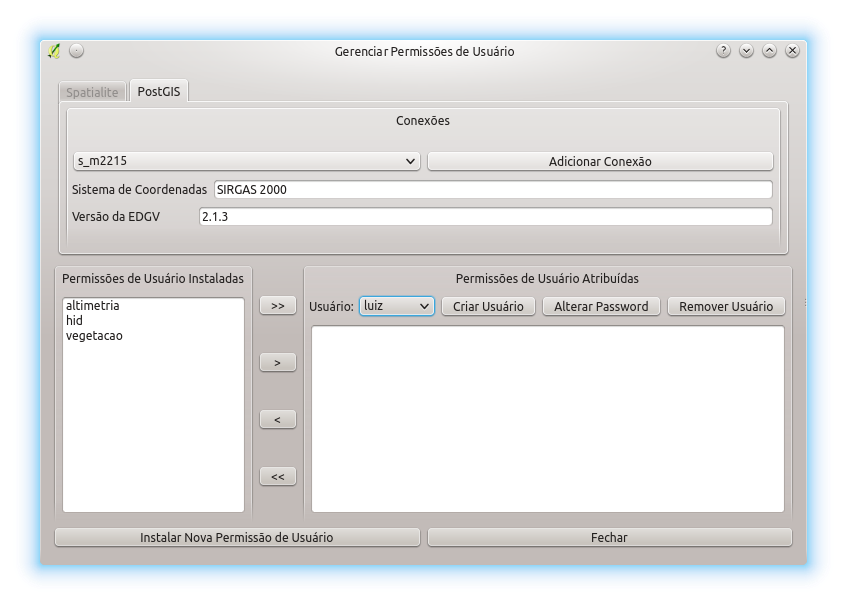 Gerenciar Permissões de Usuário
Spatialite
PostGIS
Conexões
s_m2215
Adicionar Conexão
Sistema de Coordenadas
SIRGAS 2000
Versão da EDGV
2.1.3
Permissões de Usuário Instaladas
altimetria
hid
vegetacao
>>
>
<
<<
Permissões de Usuário Atribuídas
Usuário:
luiz
Criar Usuário
Alterar Password
Remover Usuário
Instalar Nova Permissão de Usuário
Fechar